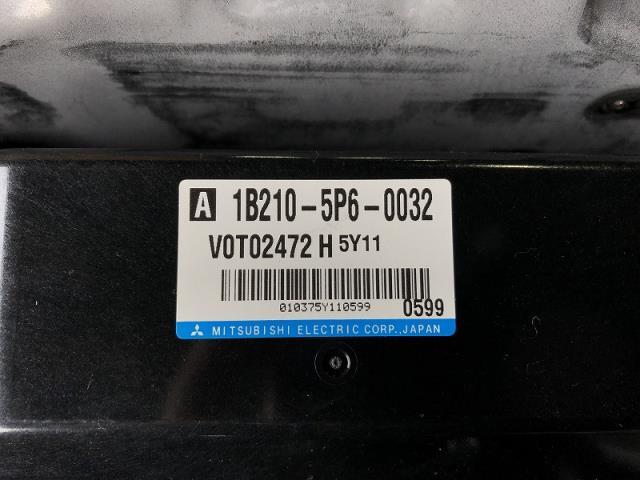 A 1B210-5P6-0032
V0T02472 H 5Y11
010375Y110599 0599
MITSUBISHI ELECTRIC CORP.,JAPAN